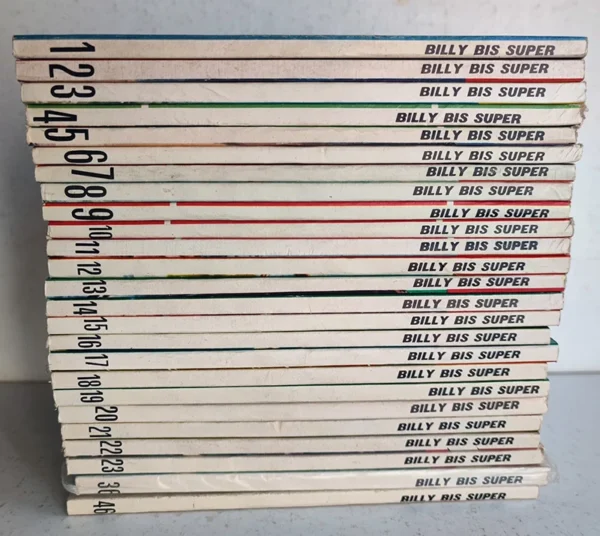 1 BILLY BIS SUPER
2 BILLY BIS SUPER
3 BILLY BIS SUPER
4 BILLY BIS SUPER
5 BILLY BIS SUPER
6 BILLY BIS SUPER
7 BILLY BIS SUPER
8 BILLY BIS SUPER
9 BILLY BIS SUPER
10 BILLY BIS SUPER
11 BILLY BIS SUPER
12 BILLY BIS SUPER
13 BILLY BIS SUPER
14 BILLY BIS SUPER
15 BILLY BIS SUPER
16 BILLY BIS SUPER
17 BILLY BIS SUPER
18 BILLY BIS SUPER
19 BILLY BIS SUPER
20 BILLY BIS SUPER
21 BILLY BIS SUPER
22 BILLY BIS SUPER
23 BILLY BIS SUPER
36 BILLY BIS SUPER
46 BILLY BIS SUPER